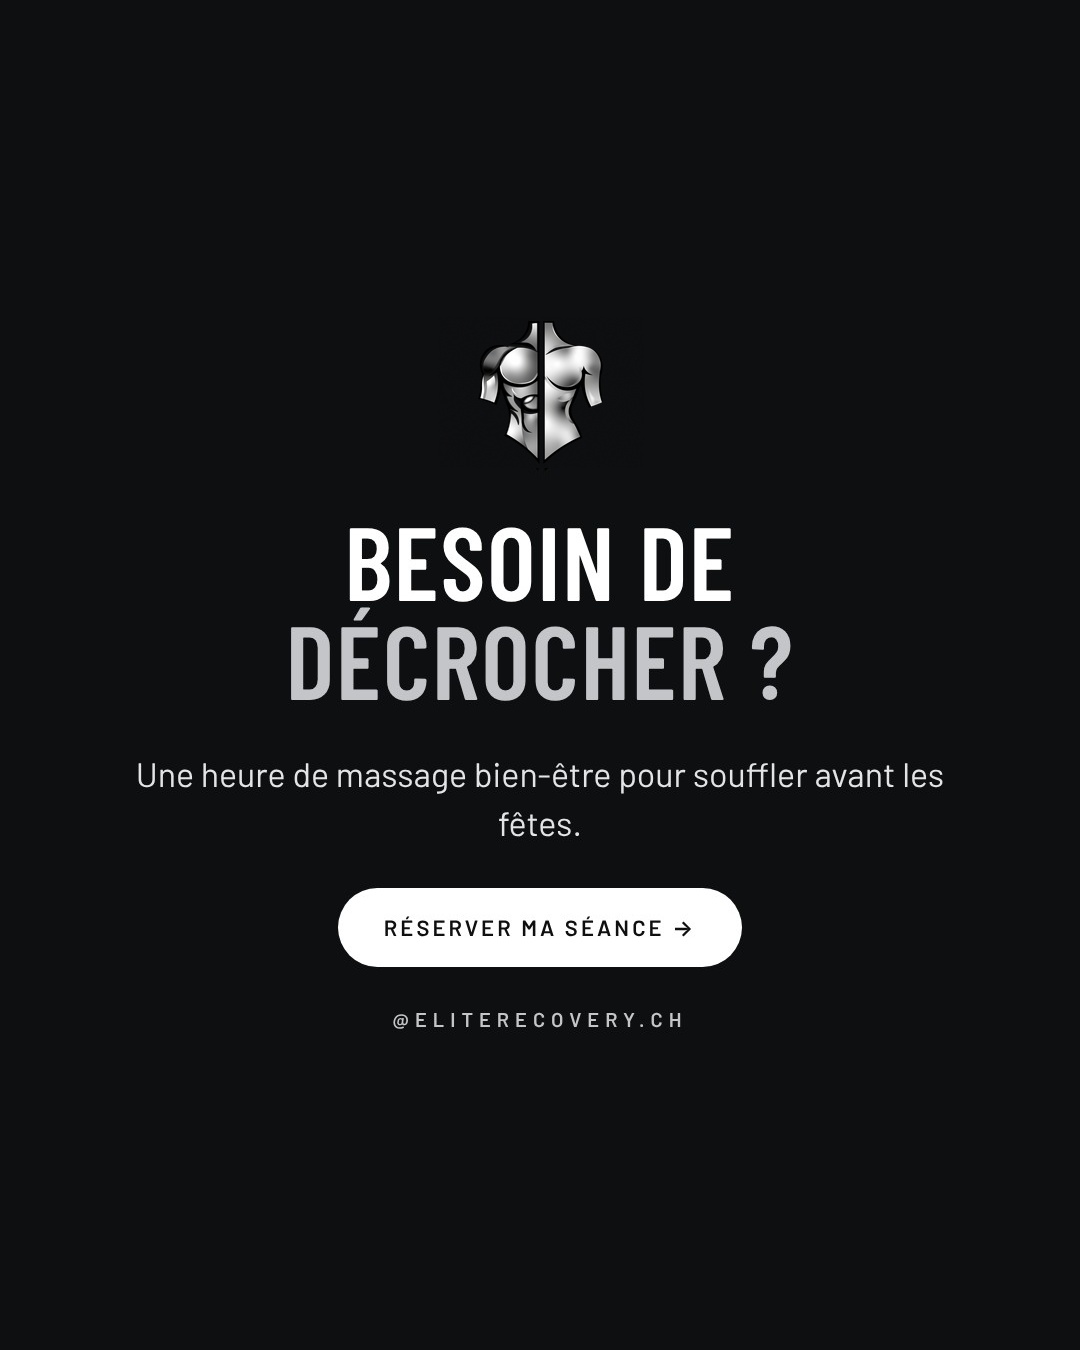 BESOIN DE
DÉCROCHER ?
Une heure de massage bien-être pour souffler avant les
fêtes.
RÉSERVER MA SÉANCE →
@ELITERECOVERY.CH